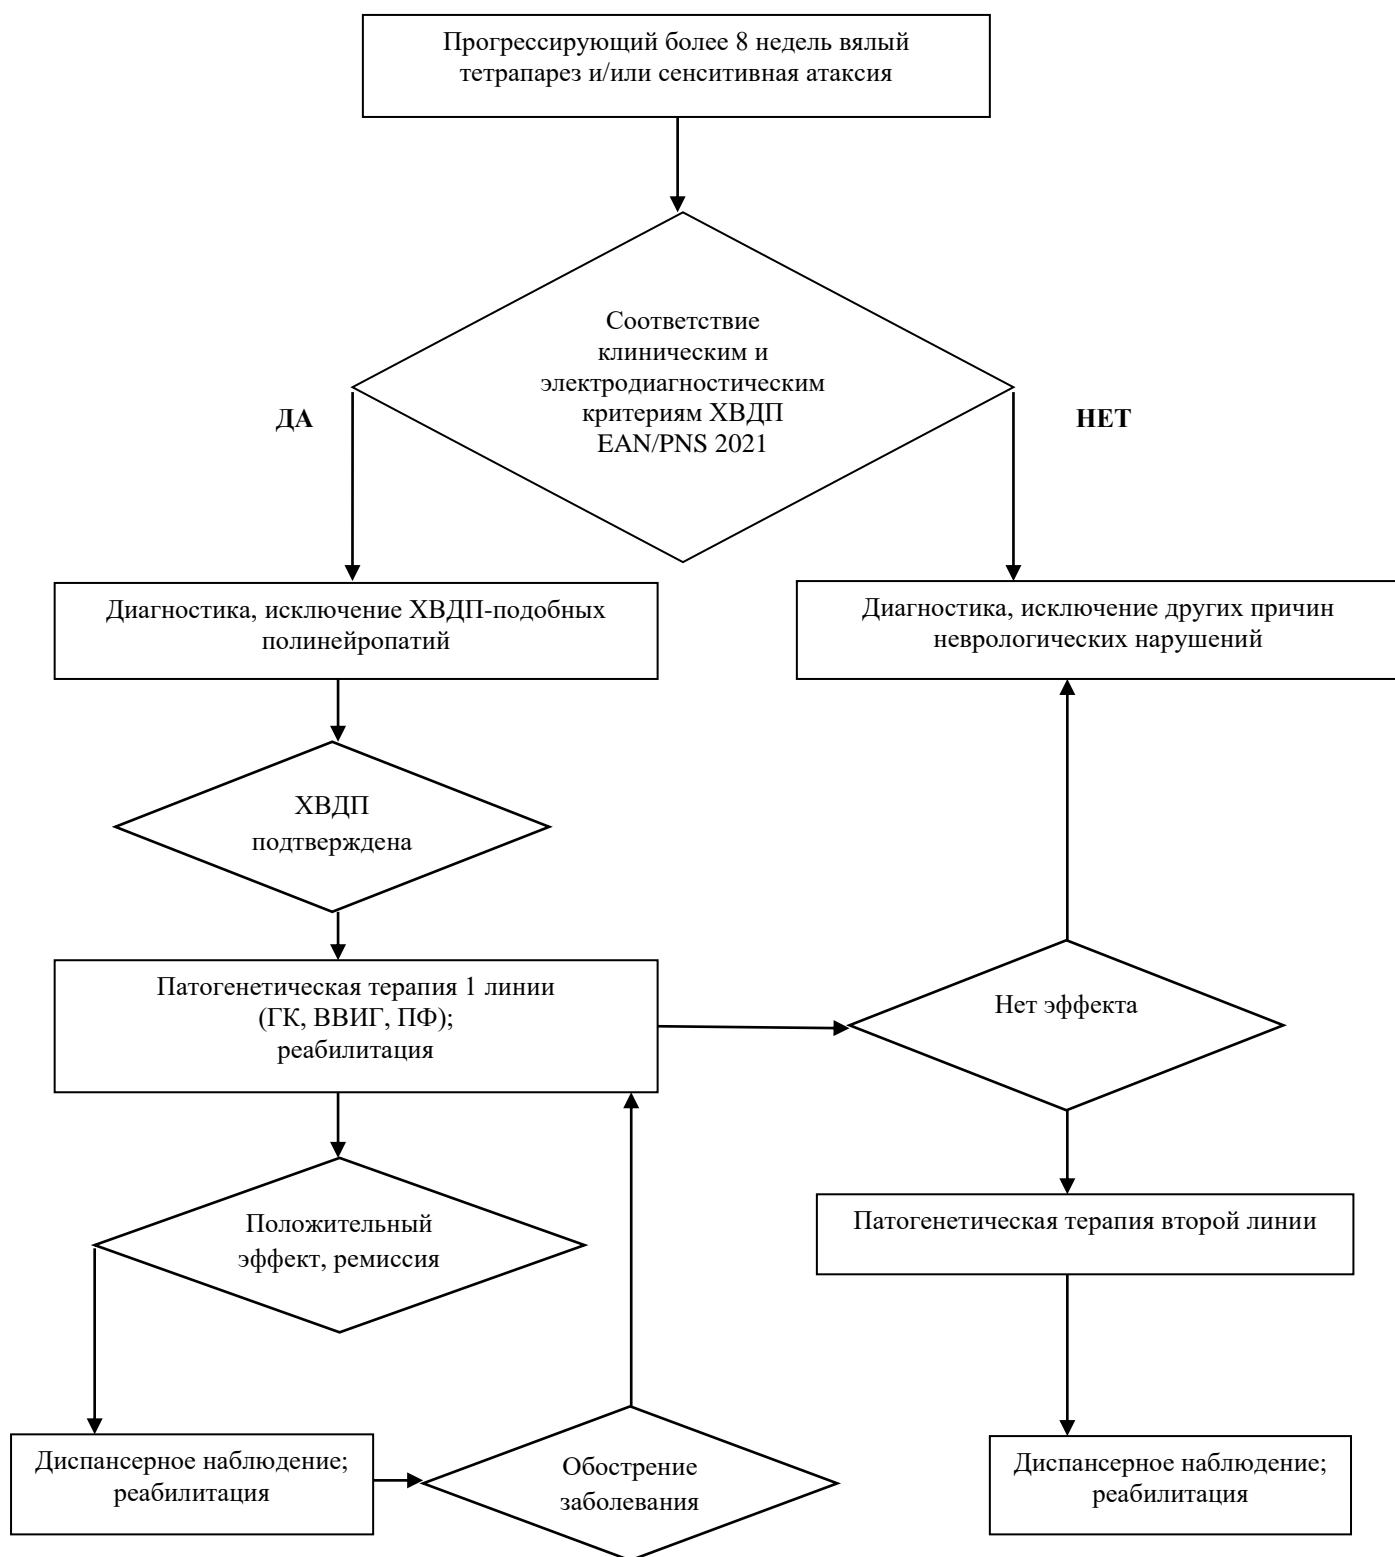 Прогрессирующий более 8 недель вялый
тетрапарез и/или сенситивная атаксия
Соответствие
клиническим и
электродиагностическим
критериям ХВДП
EAN/PNS 2021
ДА
НЕТ
Диагностика, исключение ХВДП-подобных
полинейропатий
Диагностика, исключение других причин
неврологических нарушений
ХВДП
подтверждена
Патогенетическая терапия 1 линии
(ГК, ВВИГ, ПФ);
реабилитация
Нет эффекта
Положительный
эффект, ремиссия
Патогенетическая терапия второй линии
Диспансерное наблюдение;
реабилитация
Обострение
заболевания
Диспансерное наблюдение;
реабилитация